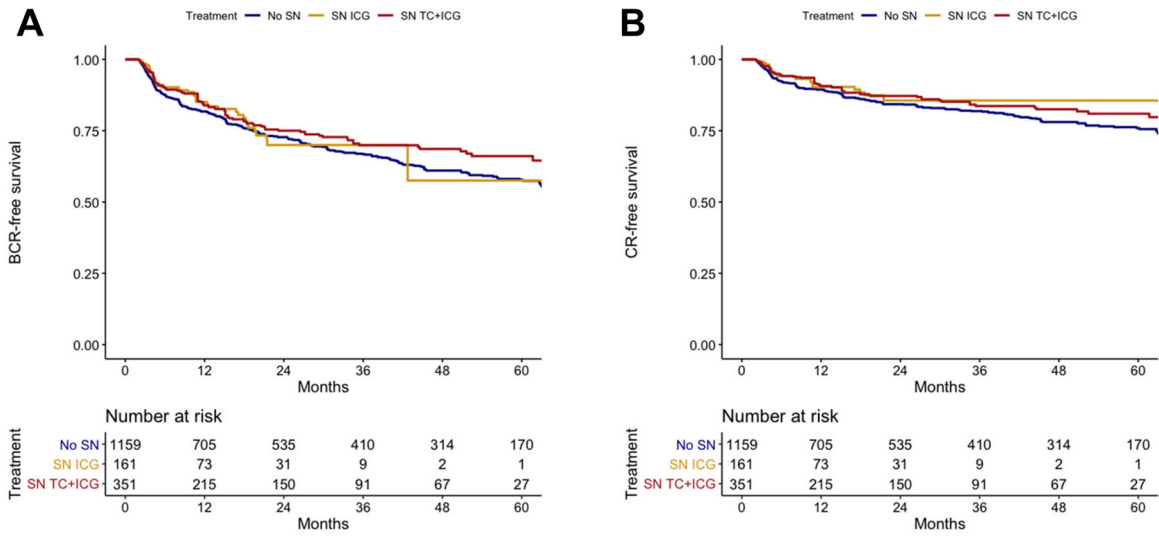 A
Treatment No SN SN ICG SN TC+ICG
BCR-free survival
1.00
0.75
0.50
0.25
0.00
0 12 24 36 48 60
Months
Number at risk
Treatment
No SN 1159 705 535 410 314 170
SN ICG 161 73 31 9 2 1
SN TC+ICG 351 215 150 91 67 27
0 12 24 36 48 60
Months
B
Treatment No SN SN ICG SN TC+ICG
CR-free survival
1.00
0.75
0.50
0.25
0.00
0 12 24 36 48 60
Months
Number at risk
Treatment
No SN 1159 705 535 410 314 170
SN ICG 161 73 31 9 2 1
SN TC+ICG 351 215 150 91 67 27
0 12 24 36 48 60
Months